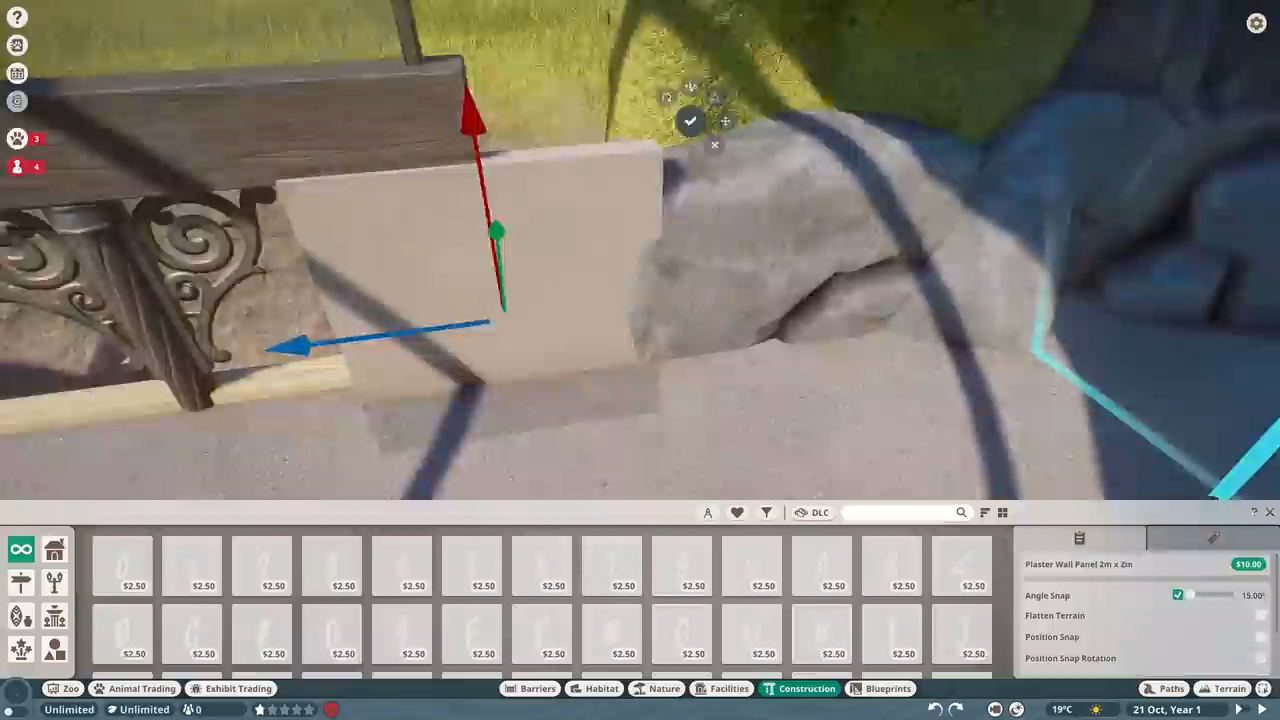 ?
3
4
DLC
?
$2.50 $2.50 $2.50 $2.50 $2.50 $2.50 $2.50 $2.50 $2.50 $2.50 $2.50 $2.50 $2.50
$2.50 $2.50 $2.50 $2.50 $2.50 $2.50 $2.50 $2.50 $2.50 $2.50 $2.50 $2.50 $2.50
Plaster Wall Panel 2m x 2m $10.00
Angle Snap 15.00°
Flatten Terrain
Position Snap
Position Snap Rotation
Zoo Animal Trading Exhibit Trading Barriers Habitat Nature Facilities Construction Blueprints Paths Terrain
Unlimited Unlimited 0 19°C 21 Oct, Year 1